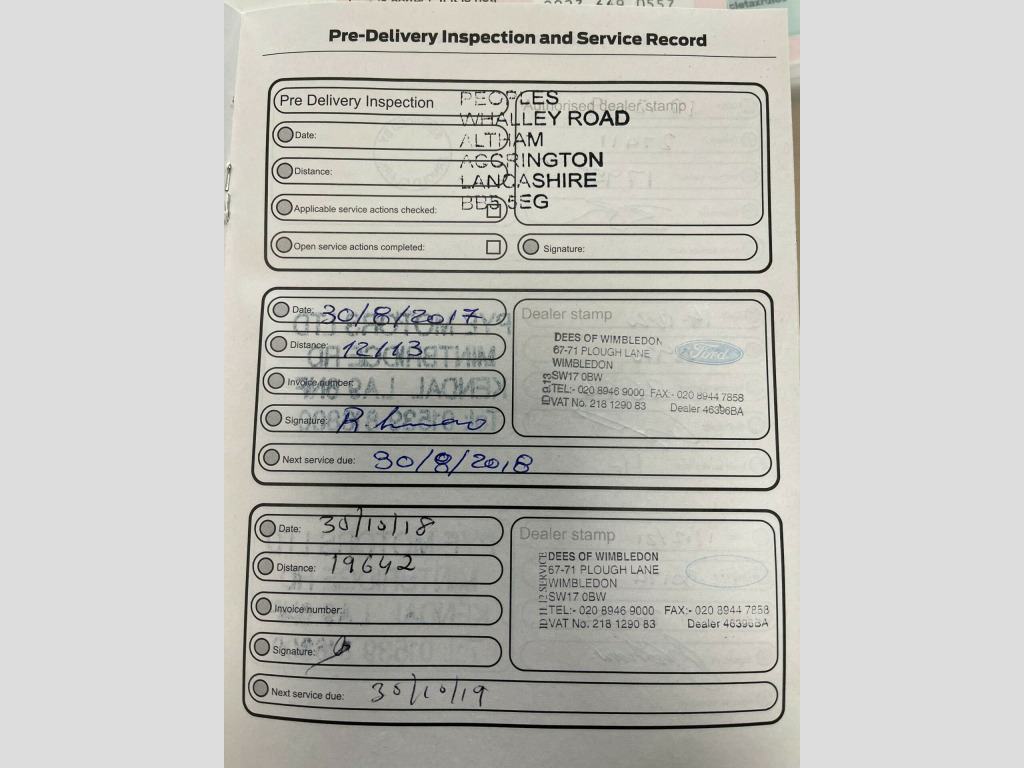 Pre-Delivery Inspection and Service Record
Pre Delivery Inspection
Authorised dealer stamp
PEOPLES
WHALLEY ROAD
ALTHAM
ACCRINGTON
LANCASHIRE
BB5 5EG
Date:
Distance:
Applicable service actions checked:
Open service actions completed:
Signature:
Date: 30/8/2017
Distance: 12113
Invoice number:
Signature:
Next service due: 30/8/2018
Dealer stamp
DEES OF WIMBLEDON
67-71 PLOUGH LANE
WIMBLEDON
SW17 0BW
TEL:- 020 8946 9000 FAX:- 020 8944 7858
VAT No. 218 1290 83 Dealer 46396BA
Ford
Date: 30/10/18
Distance: 19642
Invoice number:
Signature:
Next service due: 30/10/19
Dealer stamp
DEES OF WIMBLEDON
67-71 PLOUGH LANE
WIMBLEDON
SW17 0BW
TEL:- 020 8946 9000 FAX:- 020 8944 7858
VAT No. 218 1290 83 Dealer 46396BA